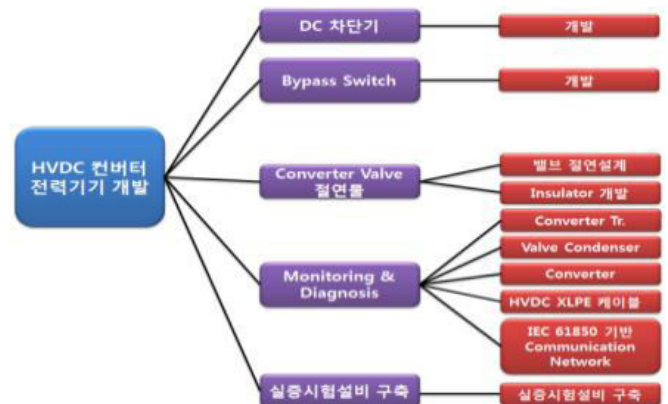 HVDC 컨버터
전력기기 개발
DC 차단기
개발
Bypass Switch
개발
Converter Valve
절연물
밸브 절연설계
Insulator 개발
Monitoring &
Diagnosis
Converter Tr.
Valve Condenser
Converter
HVDC XLPE 케이블
IEC 61850 기반
Communication
Network
실증시험설비 구축
실증시험설비 구축